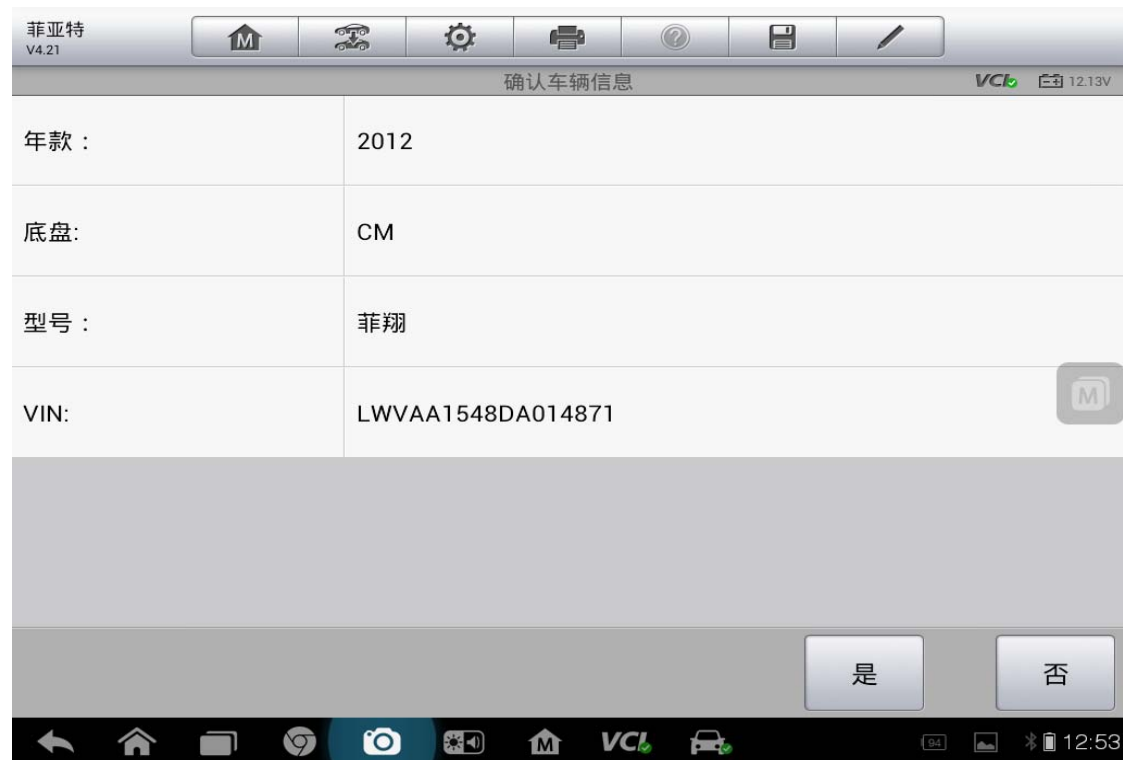 菲亚特
V4.21
M
确认车辆信息
VCI 12.13V
年款：
2012
底盘:
CM
型号：
菲翔
M
VIN:
LWVAA1548DA014871
是
否
M
VCI
94
12:53